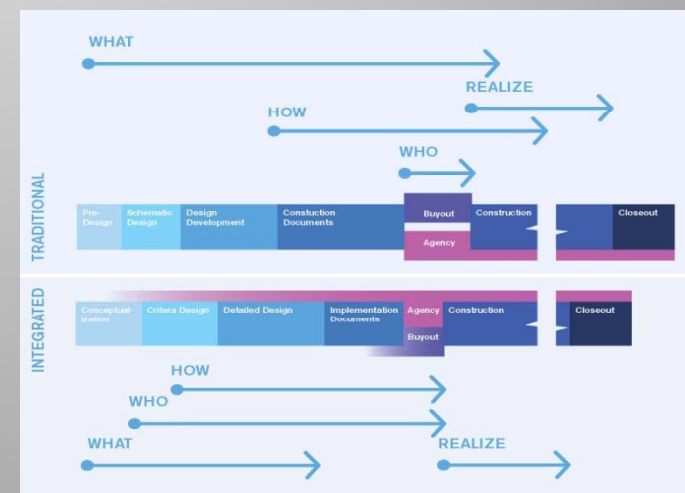 WHAT
REALIZE
HOW
WHO
TRADITIONAL
Pre-
Design
Schematic
Design
Design
Development
Constuction
Documents
Buyout
Agency
Construction
Closeout
INTEGRATED
Conceptual-
ization
Critera Design
Detailed Design
Implementation
Documents
Agency
Buyout
Construction
Closeout
HOW
WHO
WHAT
REALIZE